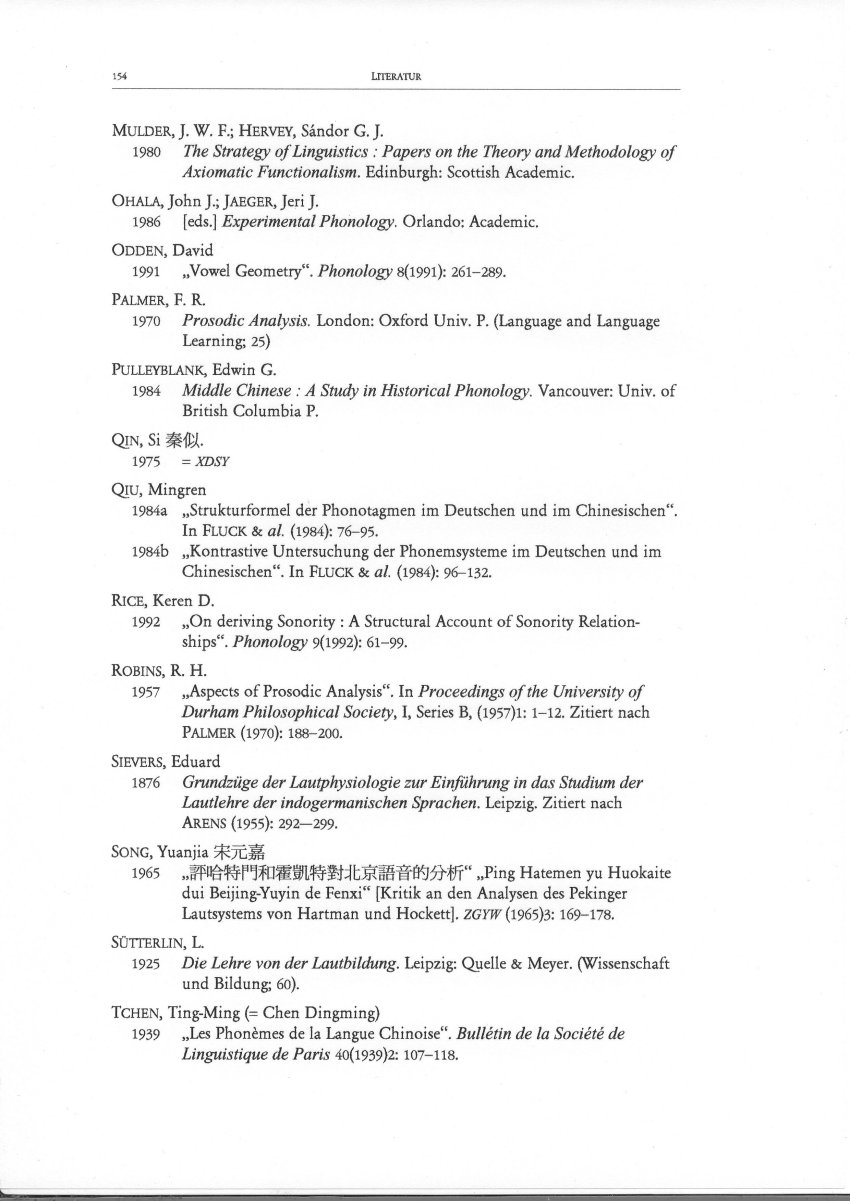 154
LITERATUR
MULDER, J. W. F.; HERVEY, Sándor G. J.
1980 The Strategy of Linguistics : Papers on the Theory and Methodology of
Axiomatic Functionalism. Edinburgh: Scottish Academic.
OHALA, John J.; JAEGER, Jeri J.
1986 [eds.] Experimental Phonology. Orlando: Academic.
ODDEN, David
1991 „Vowel Geometry“. Phonology 8(1991): 261–289.
PALMER, F. R.
1970 Prosodic Analysis. London: Oxford Univ. P. (Language and Language
Learning; 25)
PULLEYBLANK, Edwin G.
1984 Middle Chinese : A Study in Historical Phonology. Vancouver: Univ. of
British Columbia P.
QIN, Si 秦似.
1975 = XDSY
QIU, Mingren
1984a „Strukturformel der Phonotagmen im Deutschen und im Chinesischen“.
In FLUCK & al. (1984): 76–95.
1984b „Kontrastive Untersuchung der Phonemsysteme im Deutschen und im
Chinesischen“. In FLUCK & al. (1984): 96–132.
RICE, Keren D.
1992 „On deriving Sonority : A Structural Account of Sonority Relation-
ships“. Phonology 9(1992): 61–99.
ROBINS, R. H.
1957 „Aspects of Prosodic Analysis“. In Proceedings of the University of
Durham Philosophical Society, I, Series B, (1957)1: 1–12. Zitiert nach
PALMER (1970): 188–200.
SIEVERS, Eduard
1876 Grundzüge der Lautphysiologie zur Einführung in das Studium der
Lautlehre der indogermanischen Sprachen. Leipzig. Zitiert nach
ARENS (1955): 292—299.
SONG, Yuanjia 宋元嘉
1965 „評哈特門和霍凱特對北京語音的分析“ „Ping Hatemen yu Huokaite
dui Beijing-Yuyin de Fenxi“ [Kritik an den Analysen des Pekinger
Lautsystems von Hartman und Hockett]. ZGYW (1965)3: 169–178.
SÜTTERLIN, L.
1925 Die Lehre von der Lautbildung. Leipzig: Quelle & Meyer. (Wissenschaft
und Bildung; 60).
TCHEN, Ting-Ming (= Chen Dingming)
1939 „Les Phonèmes de la Langue Chinoise“. Bullétin de la Société de
Linguistique de Paris 40(1939)2: 107–118.